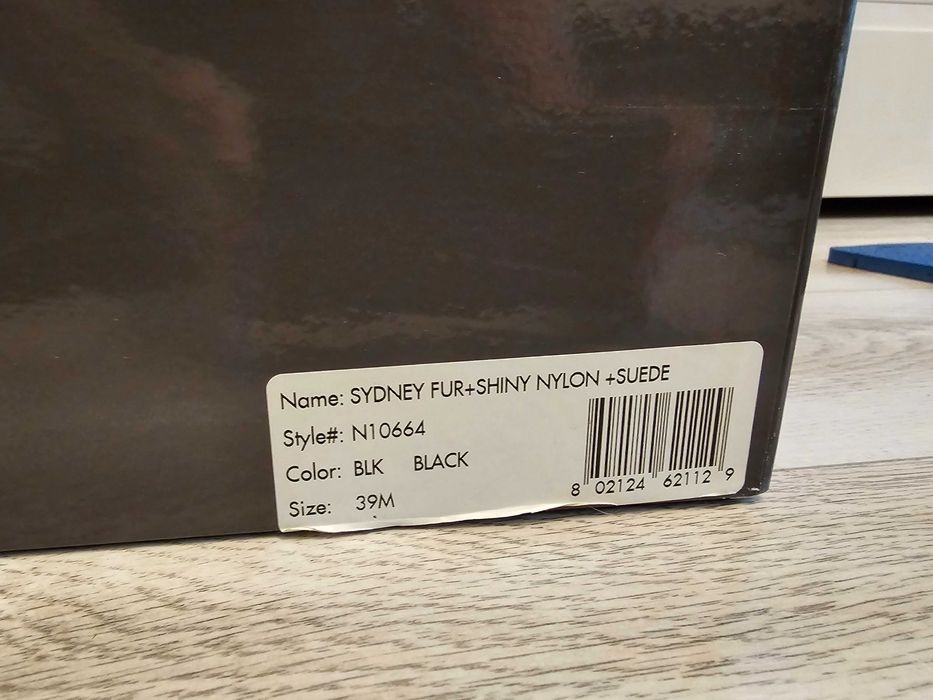 Name: SYDNEY FUR+SHINY NYLON +SUEDE
Style#: N10664
Color: BLK BLACK
Size: 39M
8 02124 62112 9